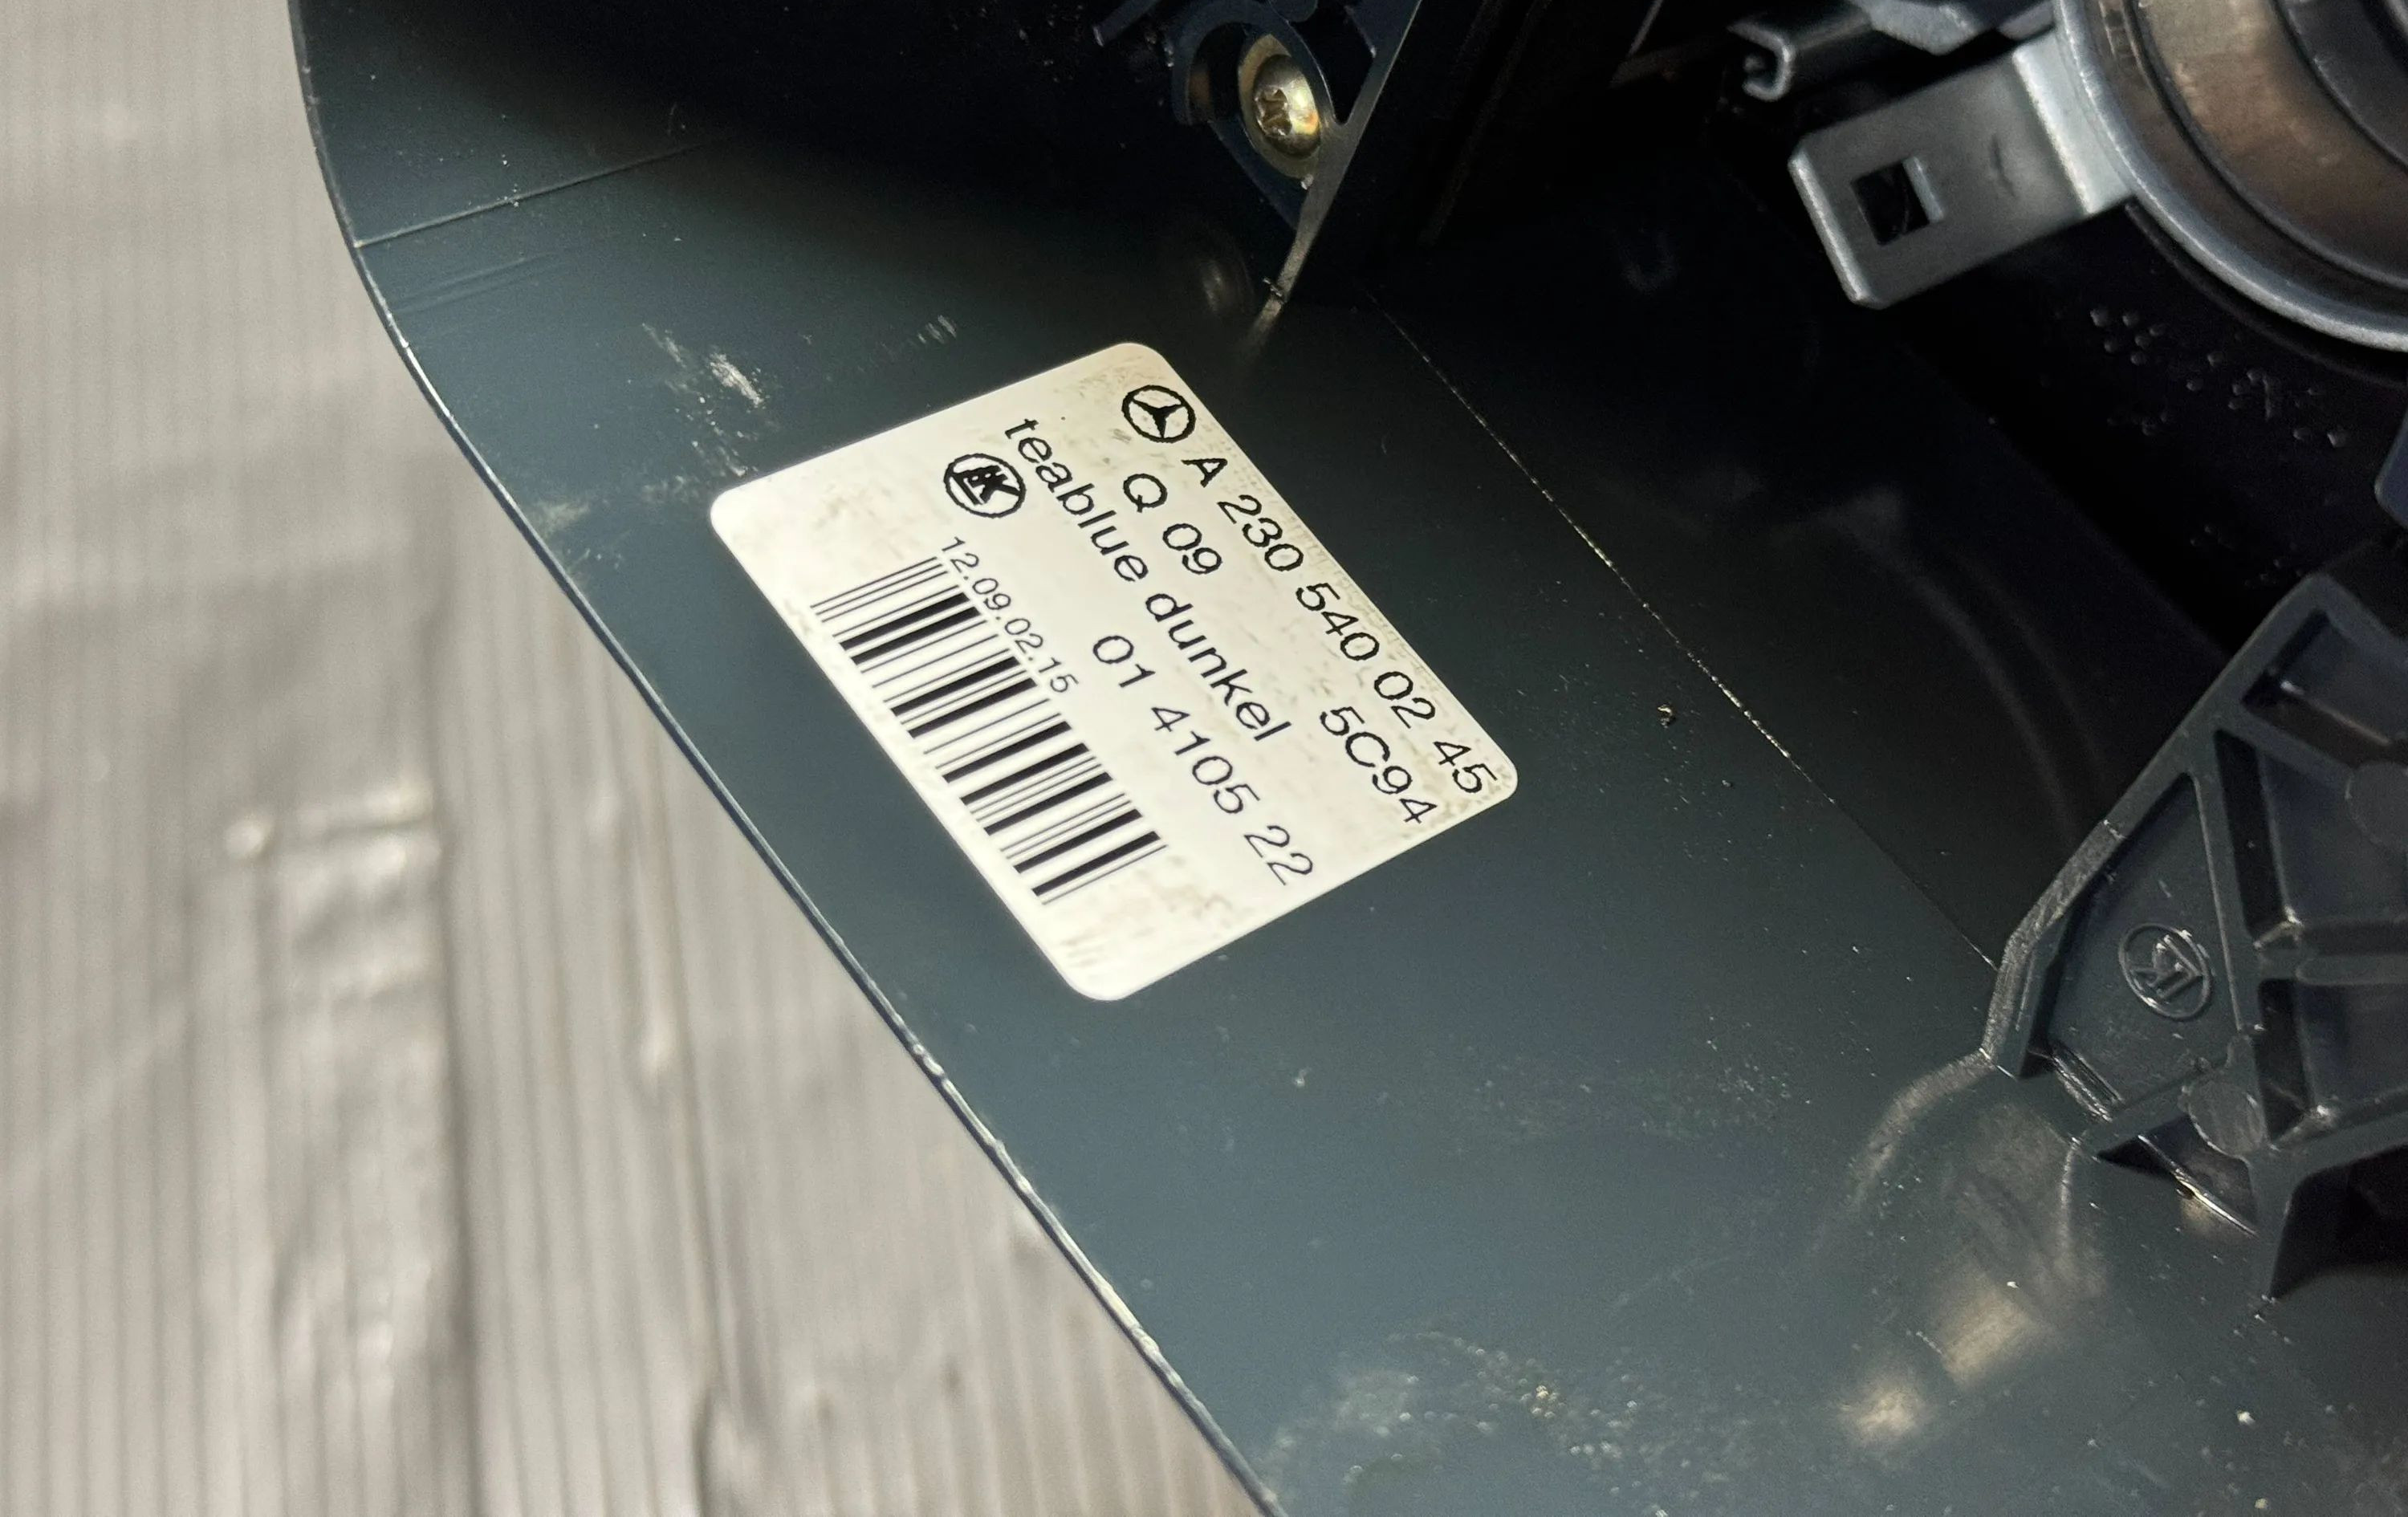 A 230 540 02 45
Q 09 5C94
teablue dunkel
01 4105 22
12.09.02.15